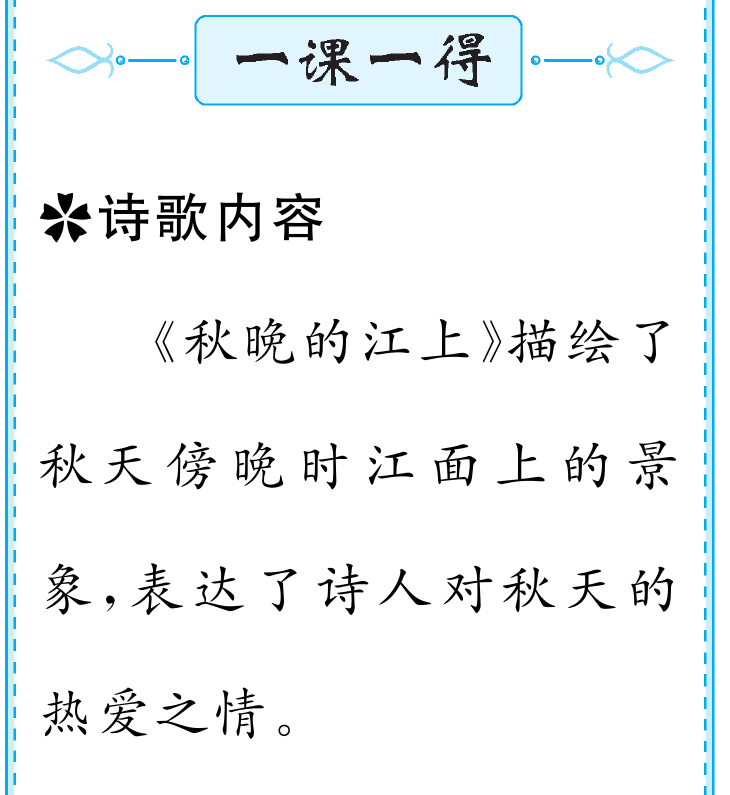 一课一得
诗歌内容
《秋晚的江上》描绘了
秋天傍晚时江面上的景
象，表达了诗人对秋天的
热爱之情。